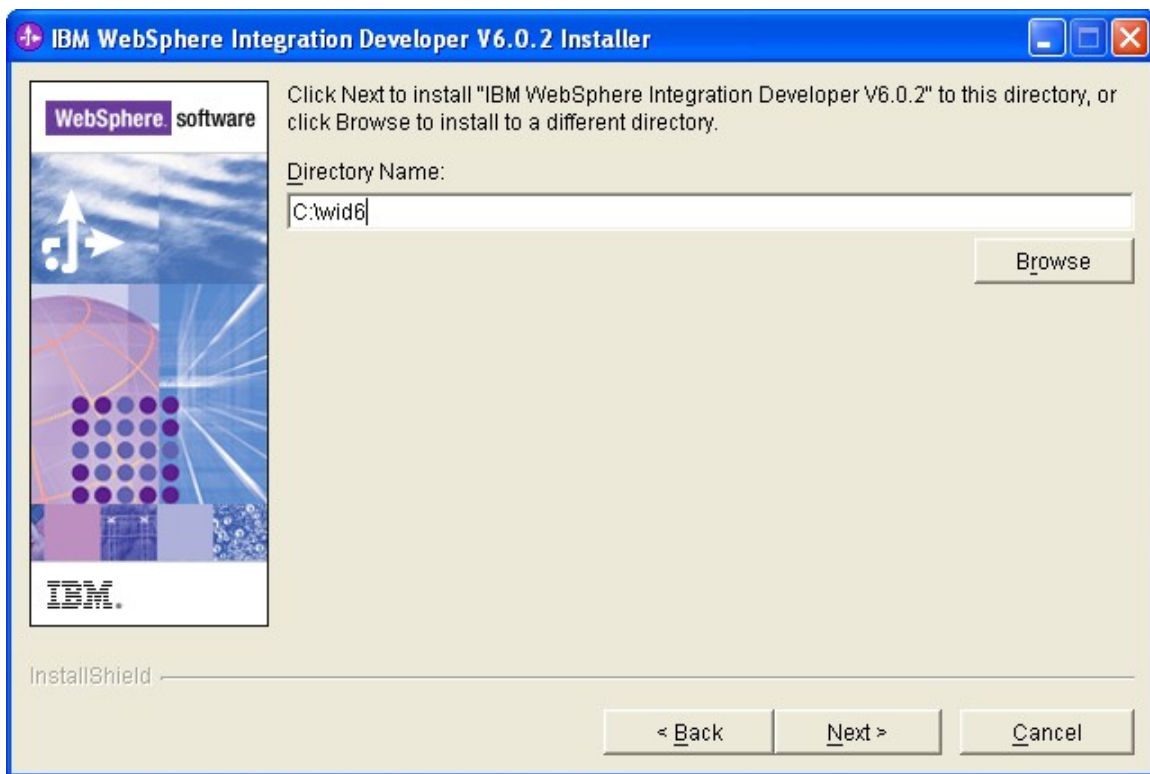 IBM WebSphere Integration Developer V6.0.2 Installer
WebSphere. software
Click Next to install "IBM WebSphere Integration Developer V6.0.2" to this directory, or
click Browse to install to a different directory.
Directory Name:
C:\wid6
Browse
IBM.
InstallShield
< Back
Next >
Cancel